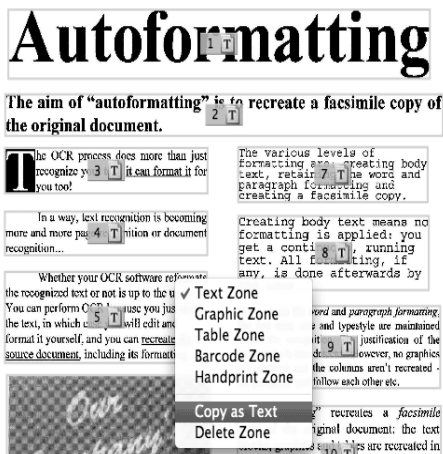 Autoformatting
1 T
The aim of “autoformatting” is to recreate a facsimile copy of
2 T
the original document.
The OCR process does more than just
recognize 3 T it can format it for
you too!
In a way, text recognition is becoming
more and more 4 T or document
recognition...
Whether your OCR software reformats
the recognized text or not is up to the
You can perform OCR you just
the text, in which 5 T will edit and
format it yourself, and you can recreate
source document, including its
Our
The various levels of
formatting are: creating body
text, 7 T the word and
paragraph formatting and
creating a facsimile copy.
Creating body text means no
formatting is applied: you
get a 8 T running
text. All formatting, if
any, is done afterwards by
word and paragraph formatting,
and typestyle are maintained
9 T justification of the
however, no graphics
the columns aren't recreated -
follow each other etc.
recreates a facsimile
original document: the text
are recreated in
10 T
✓ Text Zone
Graphic Zone
Table Zone
Barcode Zone
Handprint Zone
Copy as Text
Delete Zone